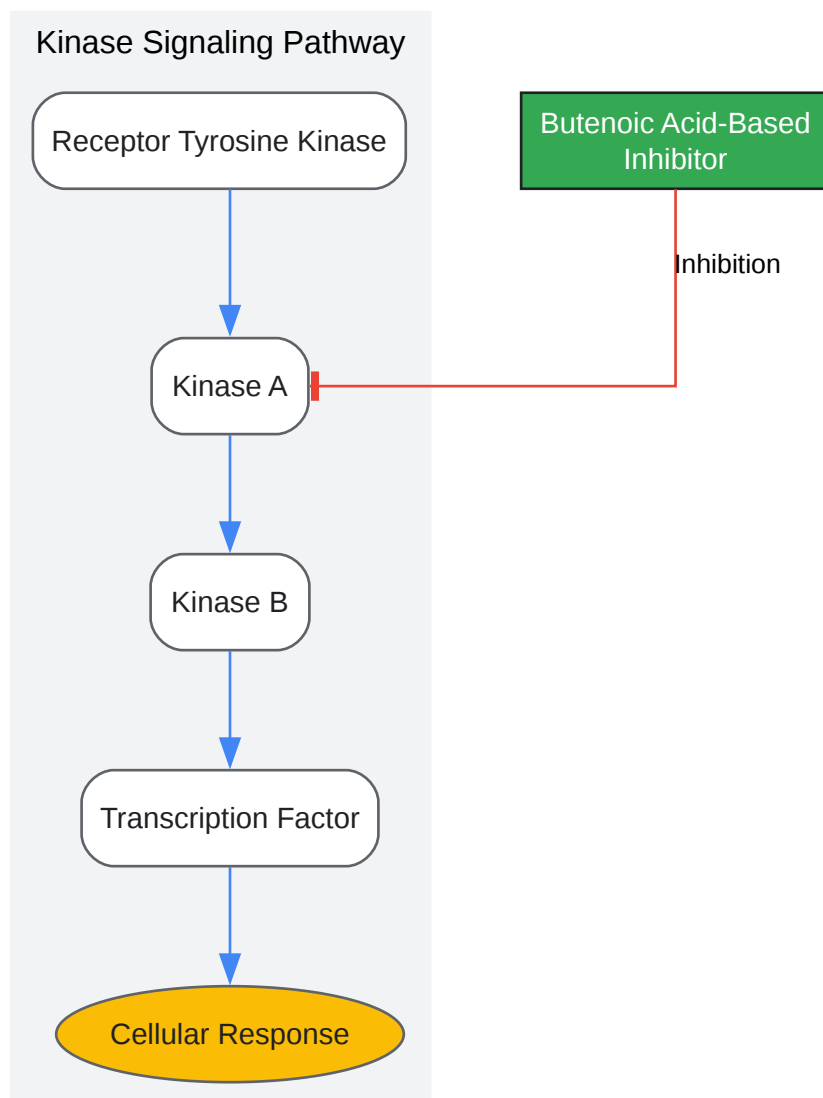 Kinase Signaling Pathway
Receptor Tyrosine Kinase
Butenoic Acid-Based
Inhibitor
Inhibition
Kinase A
Kinase B
Transcription Factor
Cellular Response